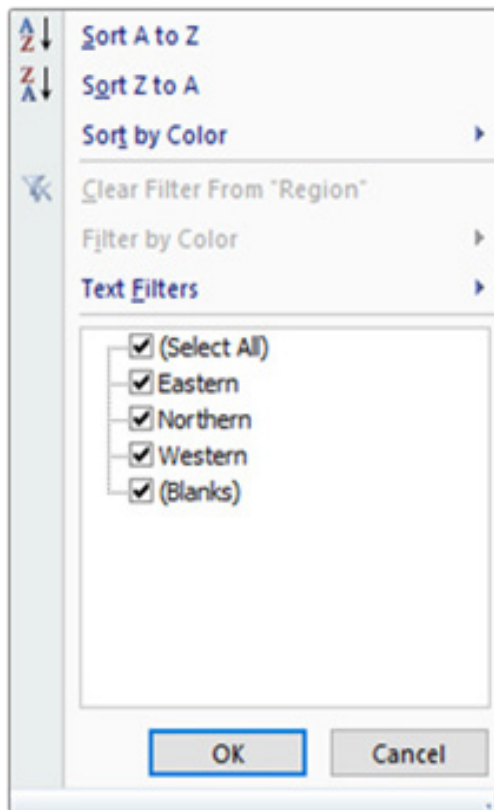 Sort A to Z
Sort Z to A
Sort by Color
Clear Filter From "Region"
Filter by Color
Text Filters
(Select All)
Eastern
Northern
Western
(Blanks)
OK
Cancel